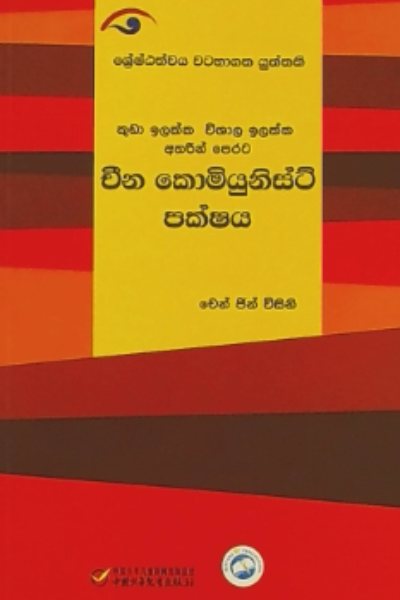 ශ්‍රේෂ්ඨත්වය වටහාගත යුත්තකි
කුඩා ඉලක්ක විශාල ඉලක්ක
අතරින් පෙරට
චීන කොමියුනිස්ට්
පක්ෂය
චෙන් ජින් විසිනි